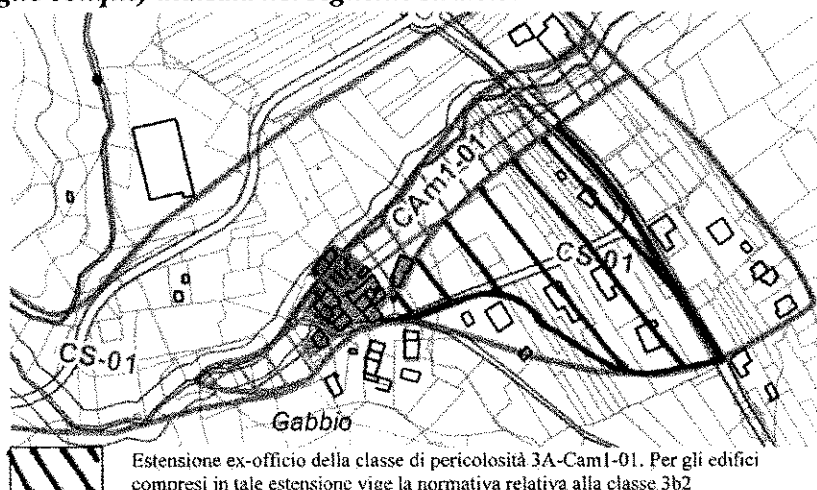 CAm1-01
CS-01
CS-01
Gabbio
Estensione ex-officio della classe di pericolosità 3A-Cam1-01. Per gli edifici
compresi in tale estensione vige la normativa relativa alla classe 3b2